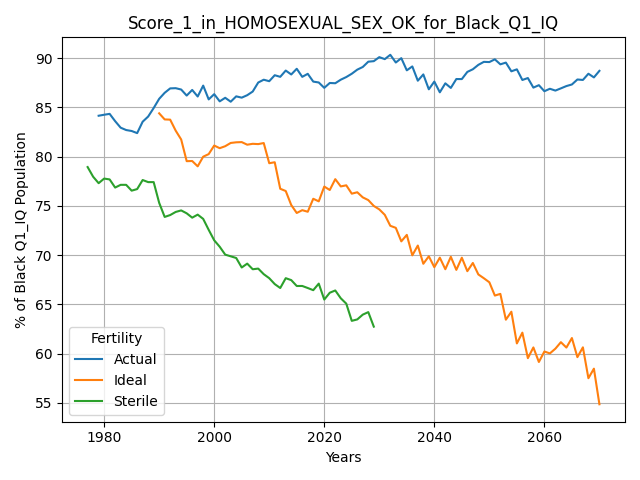 Score_1_in_HOMOSEXUAL_SEX_OK_for_Black_Q1_IQ
% of Black Q1_IQ Population
90
85
80
75
70
65
60
55
Fertility
Actual
Ideal
Sterile
1980 2000 2020 2040 2060
Years